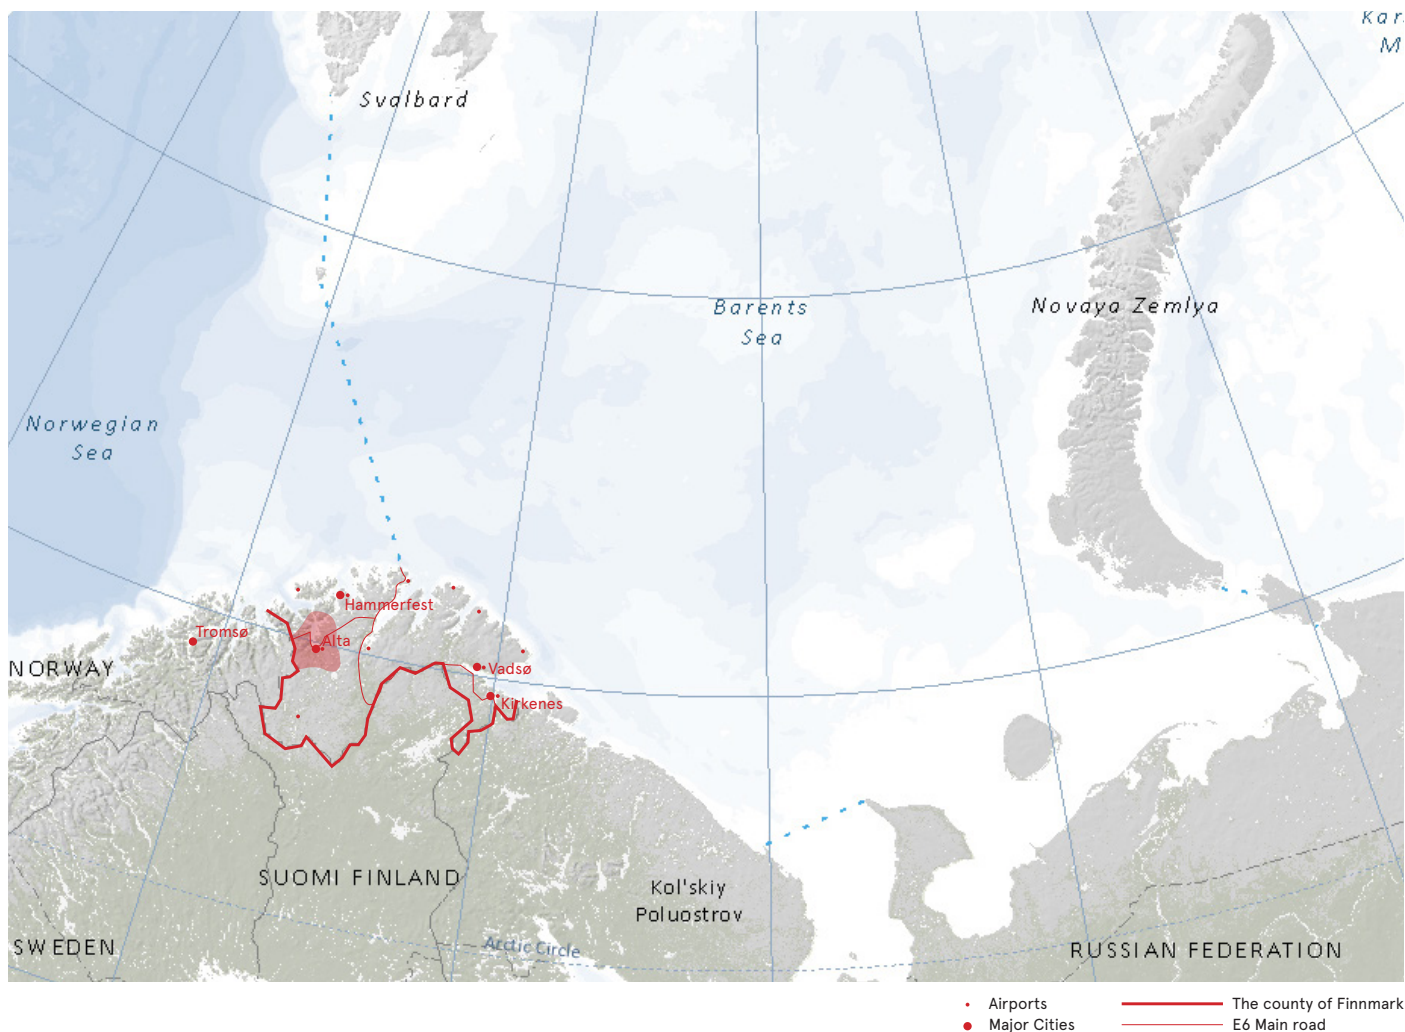 Kar
M
Svalbard
Barents
Sea
Novaya Zemlya
Norwegian
Sea
Hammerfest
Tromsø
Alta
NORWAY
Vadsø
Kirkenes
SUOMI FINLAND
Kol'skiy
Poluostrov
SWEDEN
Arctic Circle
RUSSIAN FEDERATION
Airports
The county of Finnmark
Major Cities
E6 Main road